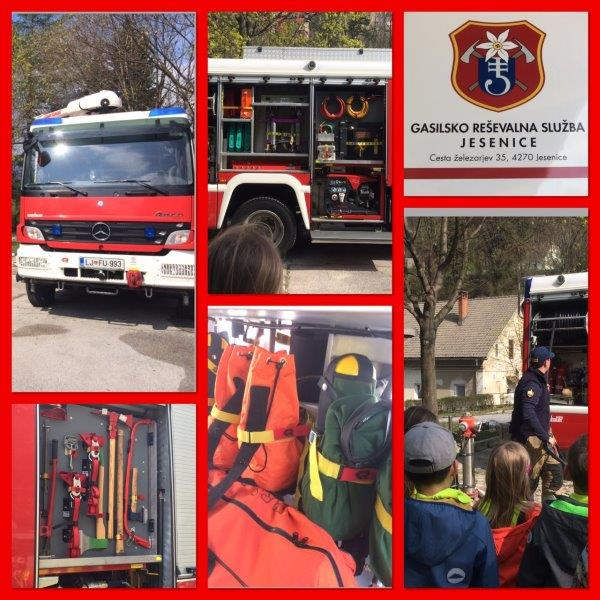 LJ FU-993
GASILSKO REŠEVALNA SLUŽBA
JESENICE
Cesta železarjev 35, 4270 Jesenice